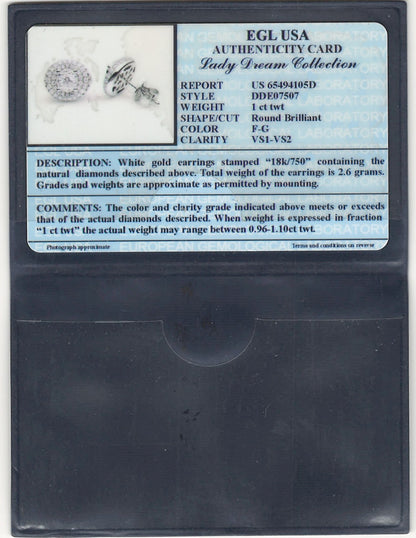 EGL USA
AUTHENTICITY CARD
Lady Dream Collection
REPORT US 65494105D
STYLE DDE07507
WEIGHT 1 ct twt
SHAPE/CUT Round Brilliant
COLOR F-G
CLARITY VS1-VS2
DESCRIPTION: White gold earrings stamped "18k/750" containing the
natural diamonds described above. Total weight of the earrings is 2.6 grams.
Grades and weights are approximate as permitted by mounting.
COMMENTS: The color and clarity grade indicated above meets or exceeds
that of the actual diamonds described. When weight is expressed in fraction
"1 ct twt" the actual weight may range between 0.96-1.10ct twt.
Photograph approximate Terms and conditions on reverse
EUROPEAN GEMOLOGICAL LABORATORY